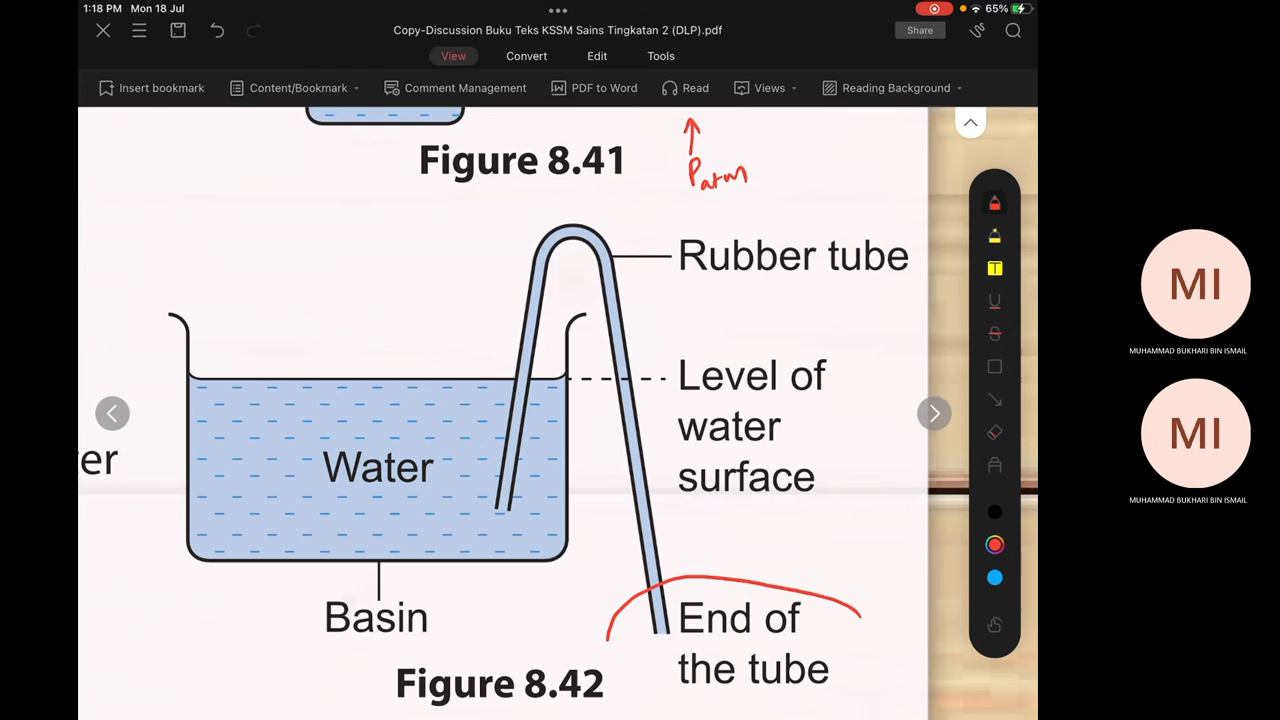 1:18 PM Mon 18 Jul
65%
Copy-Discussion Buku Teks KSSM Sains Tingkatan 2 (DLP).pdf
Share
View Convert Edit Tools
Insert bookmark Content/Bookmark Comment Management PDF to Word Read Views Reading Background
Figure 8.41
Patm
Rubber tube
Level of
water
surface
er
Water
Basin
End of
the tube
Figure 8.42
MI
MUHAMMAD BUKHARI BIN ISMAIL
MI
MUHAMMAD BUKHARI BIN ISMAIL